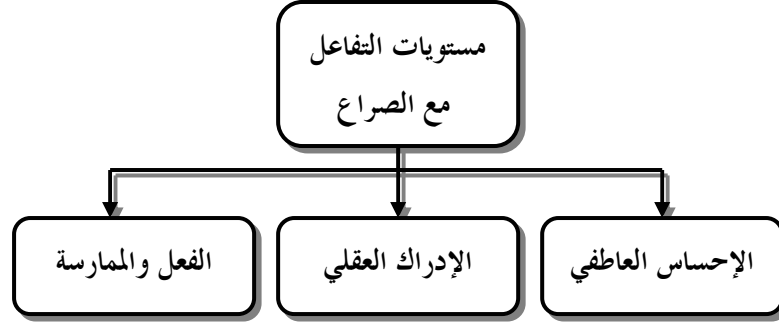 مستويات التفاعل
مع الصراع
الإحساس العاطفي
الإدراك العقلي
الفعل والممارسة